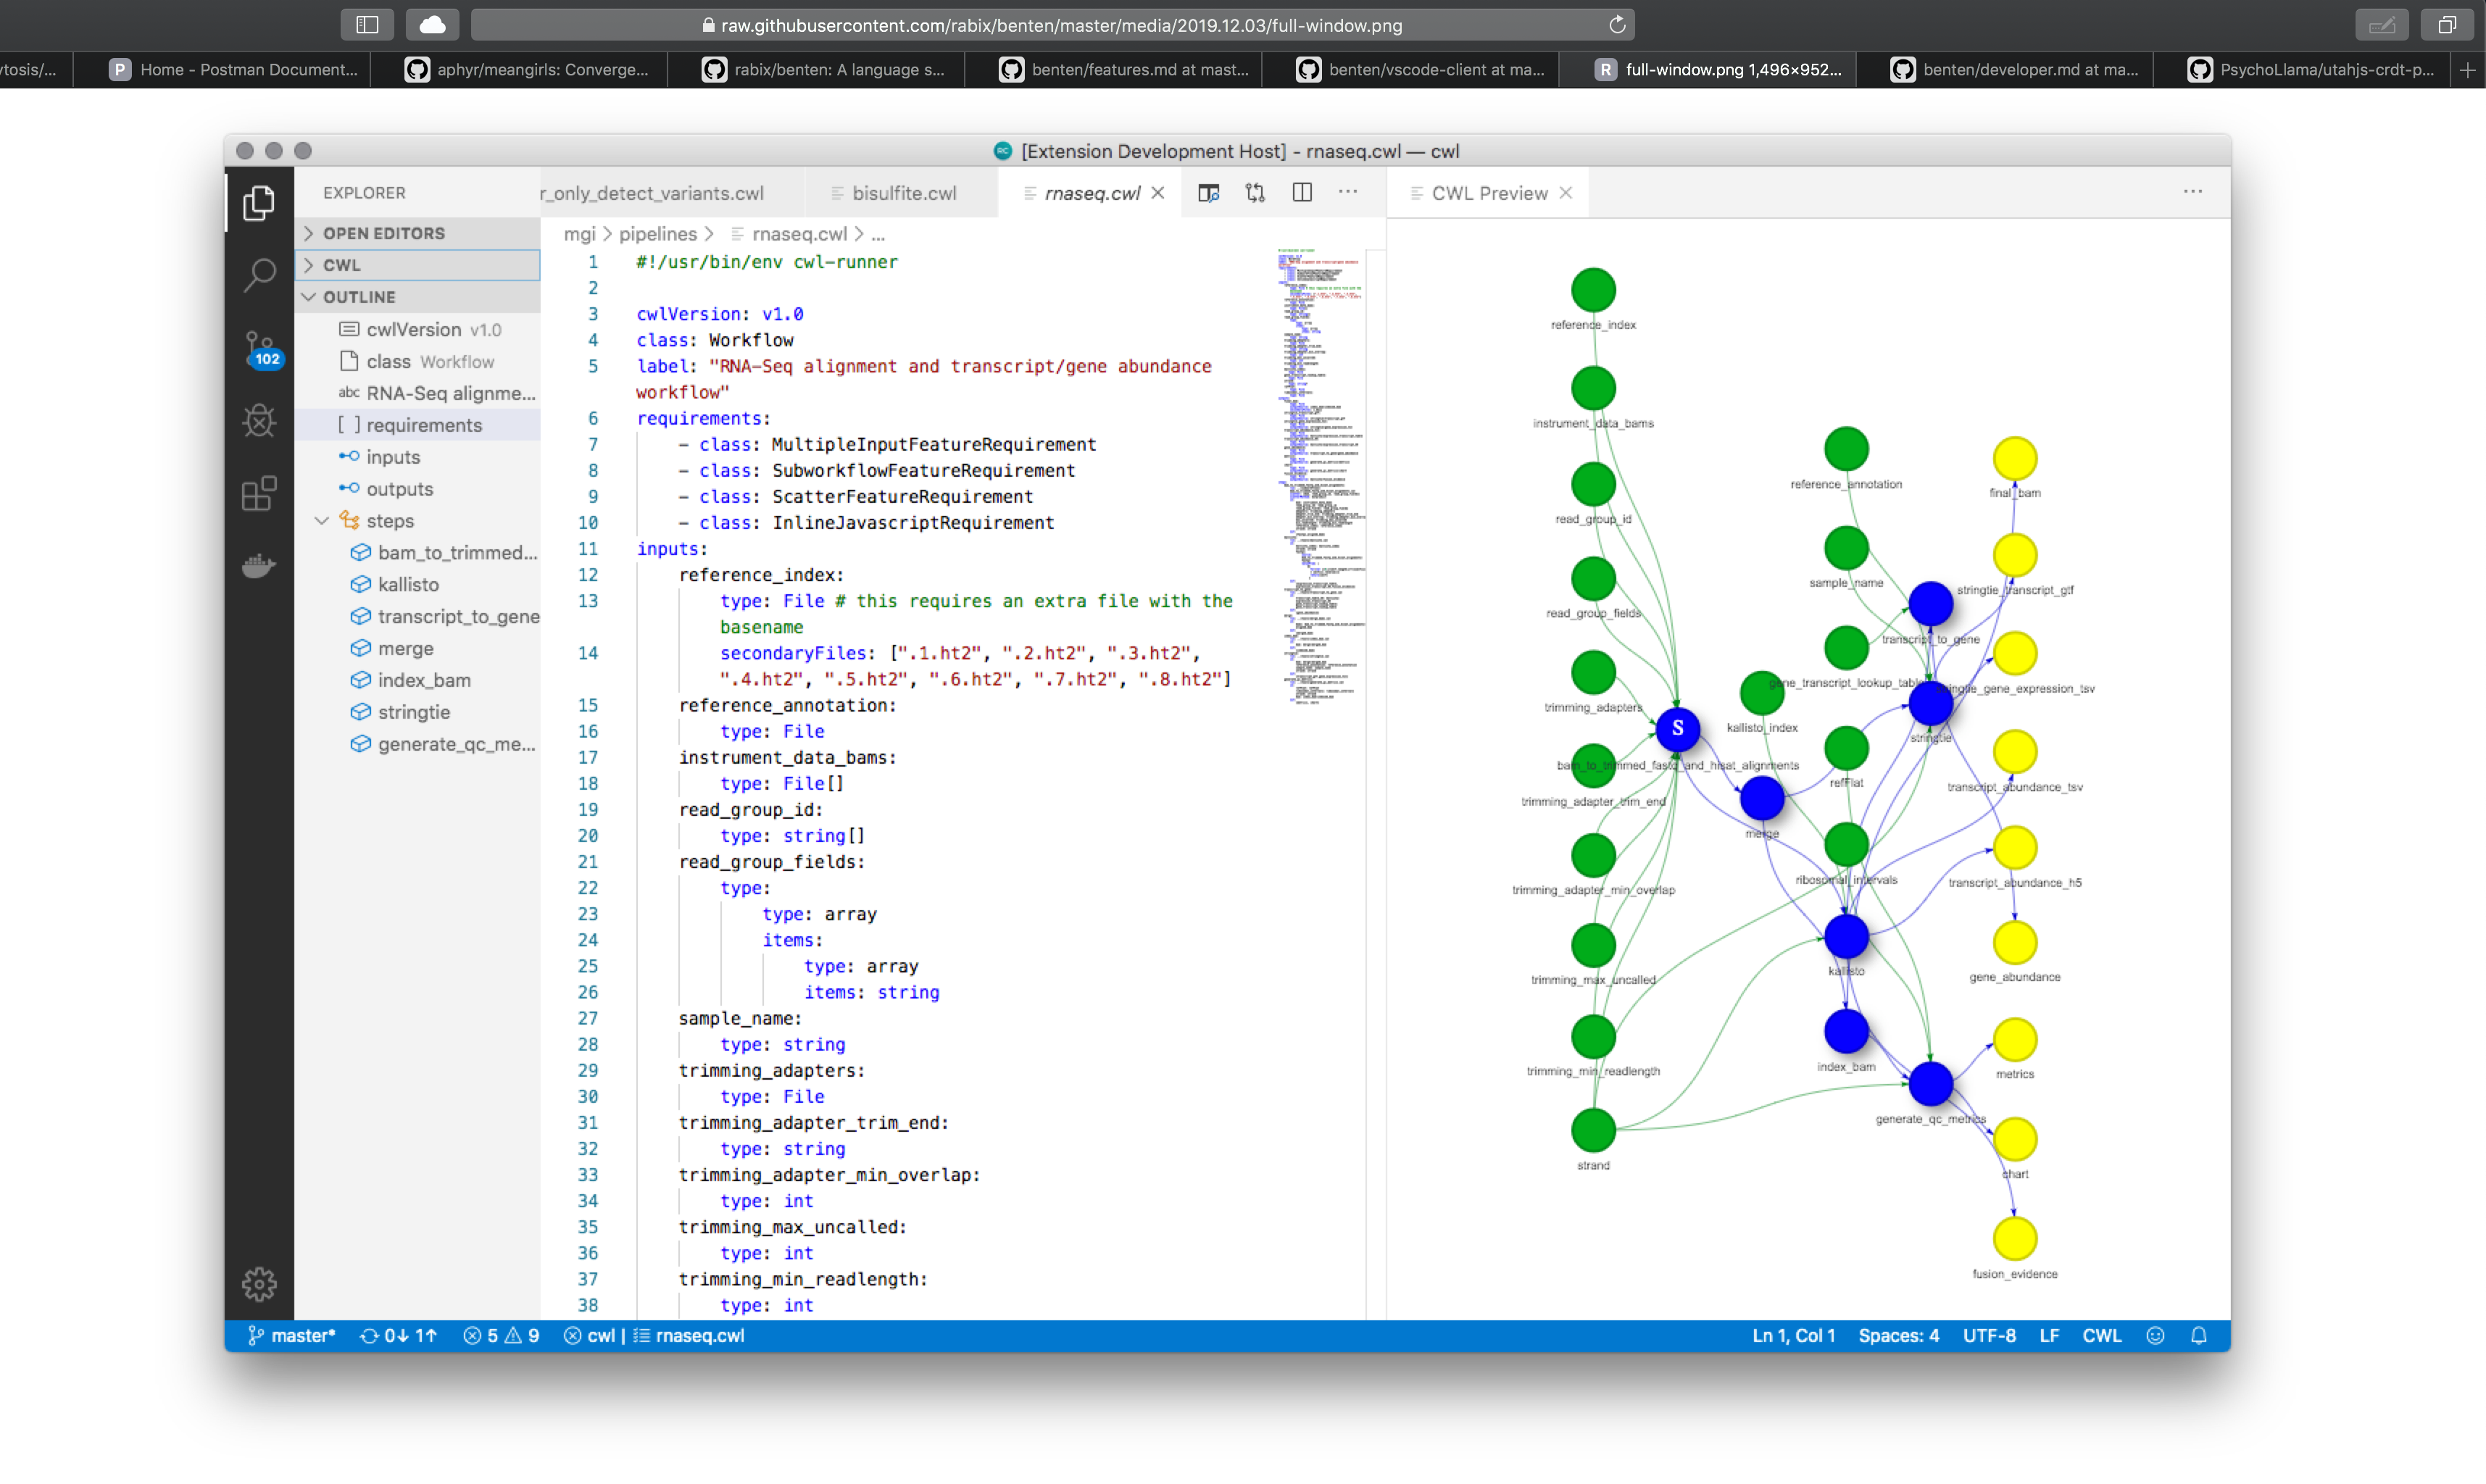 raw.githubusercontent.com/rabix/benten/master/media/2019.12.03/full-window.png
ytosis/...
P Home - Postman Document...
aphyr/meangirls: Converge...
rabix/benten: A language s...
benten/features.md at mast...
benten/vscode-client at ma...
R full-window.png 1,496×952...
benten/developer.md at ma...
PsychoLlama/utahjs-crdt-p...
RC [Extension Development Host] - rnaseq.cwl — cwl
EXPLORER
r_only_detect_variants.cwl
bisulfite.cwl
rnaseq.cwl
CWL Preview
OPEN EDITORS
CWL
OUTLINE
cwlVersion v1.0
class Workflow
abc RNA-Seq alignme...
[ ] requirements
inputs
outputs
steps
bam_to_trimmed...
kallisto
transcript_to_gene
merge
index_bam
stringtie
generate_qc_me...
102
mgi > pipelines > rnaseq.cwl > ...
1 #!/usr/bin/env cwl-runner
2
3 cwlVersion: v1.0
4 class: Workflow
5 label: "RNA-Seq alignment and transcript/gene abundance
workflow"
6 requirements:
7 - class: MultipleInputFeatureRequirement
8 - class: SubworkflowFeatureRequirement
9 - class: ScatterFeatureRequirement
10 - class: InlineJavascriptRequirement
11 inputs:
12 reference_index:
13 type: File # this requires an extra file with the
basename
14 secondaryFiles: [".1.ht2", ".2.ht2", ".3.ht2",
".4.ht2", ".5.ht2", ".6.ht2", ".7.ht2", ".8.ht2"]
15 reference_annotation:
16 type: File
17 instrument_data_bams:
18 type: File[]
19 read_group_id:
20 type: string[]
21 read_group_fields:
22 type:
23 type: array
24 items:
25 type: array
26 items: string
27 sample_name:
28 type: string
29 trimming_adapters:
30 type: File
31 trimming_adapter_trim_end:
32 type: string
33 trimming_adapter_min_overlap:
34 type: int
35 trimming_max_uncalled:
36 type: int
37 trimming_min_readlength:
38 type: int
reference_index
instrument_data_bams
read_group_id
read_group_fields
trimming_adapters
S
bam_to_trimmed_fastq_and_hisat_alignments
trimming_adapter_trim_end
trimming_adapter_min_overlap
trimming_max_uncalled
trimming_min_readlength
strand
kallisto_index
merge
reference_annotation
sample_name
gene_transcript_lookup_table
refFlat
ribosomal_intervals
kallisto
index_bam
transcript_to_gene
stringtie
generate_qc_metrics
final_bam
stringtie_transcript_gtf
stringtie_gene_expression_tsv
transcript_abundance_tsv
transcript_abundance_h5
gene_abundance
metrics
chart
fusion_evidence
master* 0↓ 1↑ 5 9 cwl | rnaseq.cwl
Ln 1, Col 1 Spaces: 4 UTF-8 LF CWL